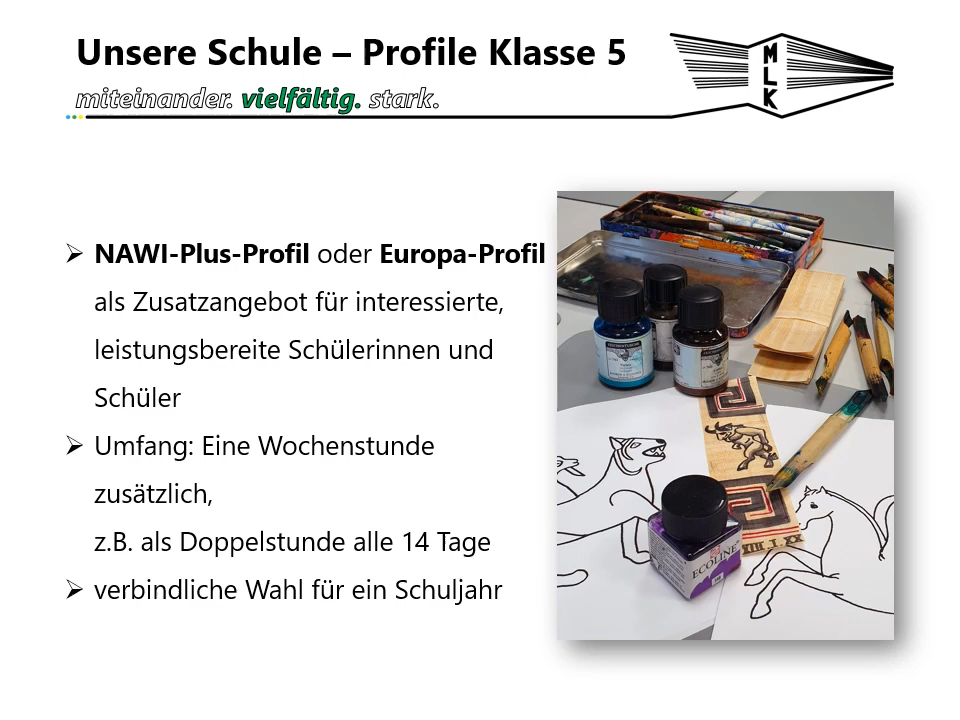 Unsere Schule – Profile Klasse 5
miteinander. vielfältig. stark.
MLK
NAWI-Plus-Profil oder Europa-Profil
als Zusatzangebot für interessierte,
leistungsbereite Schülerinnen und
Schüler
Umfang: Eine Wochenstunde
zusätzlich,
z.B. als Doppelstunde alle 14 Tage
verbindliche Wahl für ein Schuljahr
ECOLINE